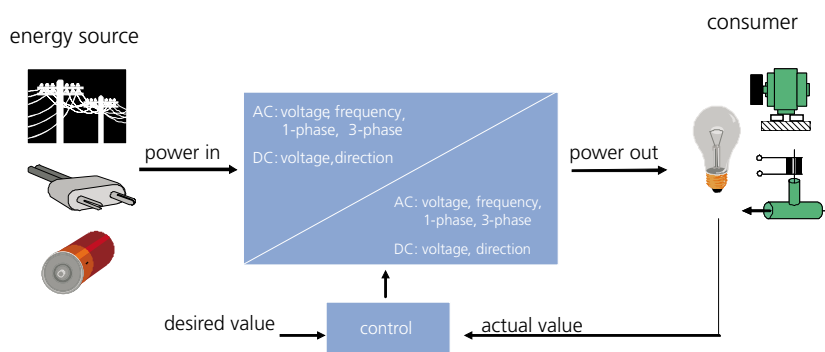 energy source
consumer
AC: voltage, frequency,
1-phase, 3-phase
DC: voltage,direction
power in
power out
AC: voltage, frequency,
1-phase, 3-phase
DC: voltage, direction
desired value
control
actual value